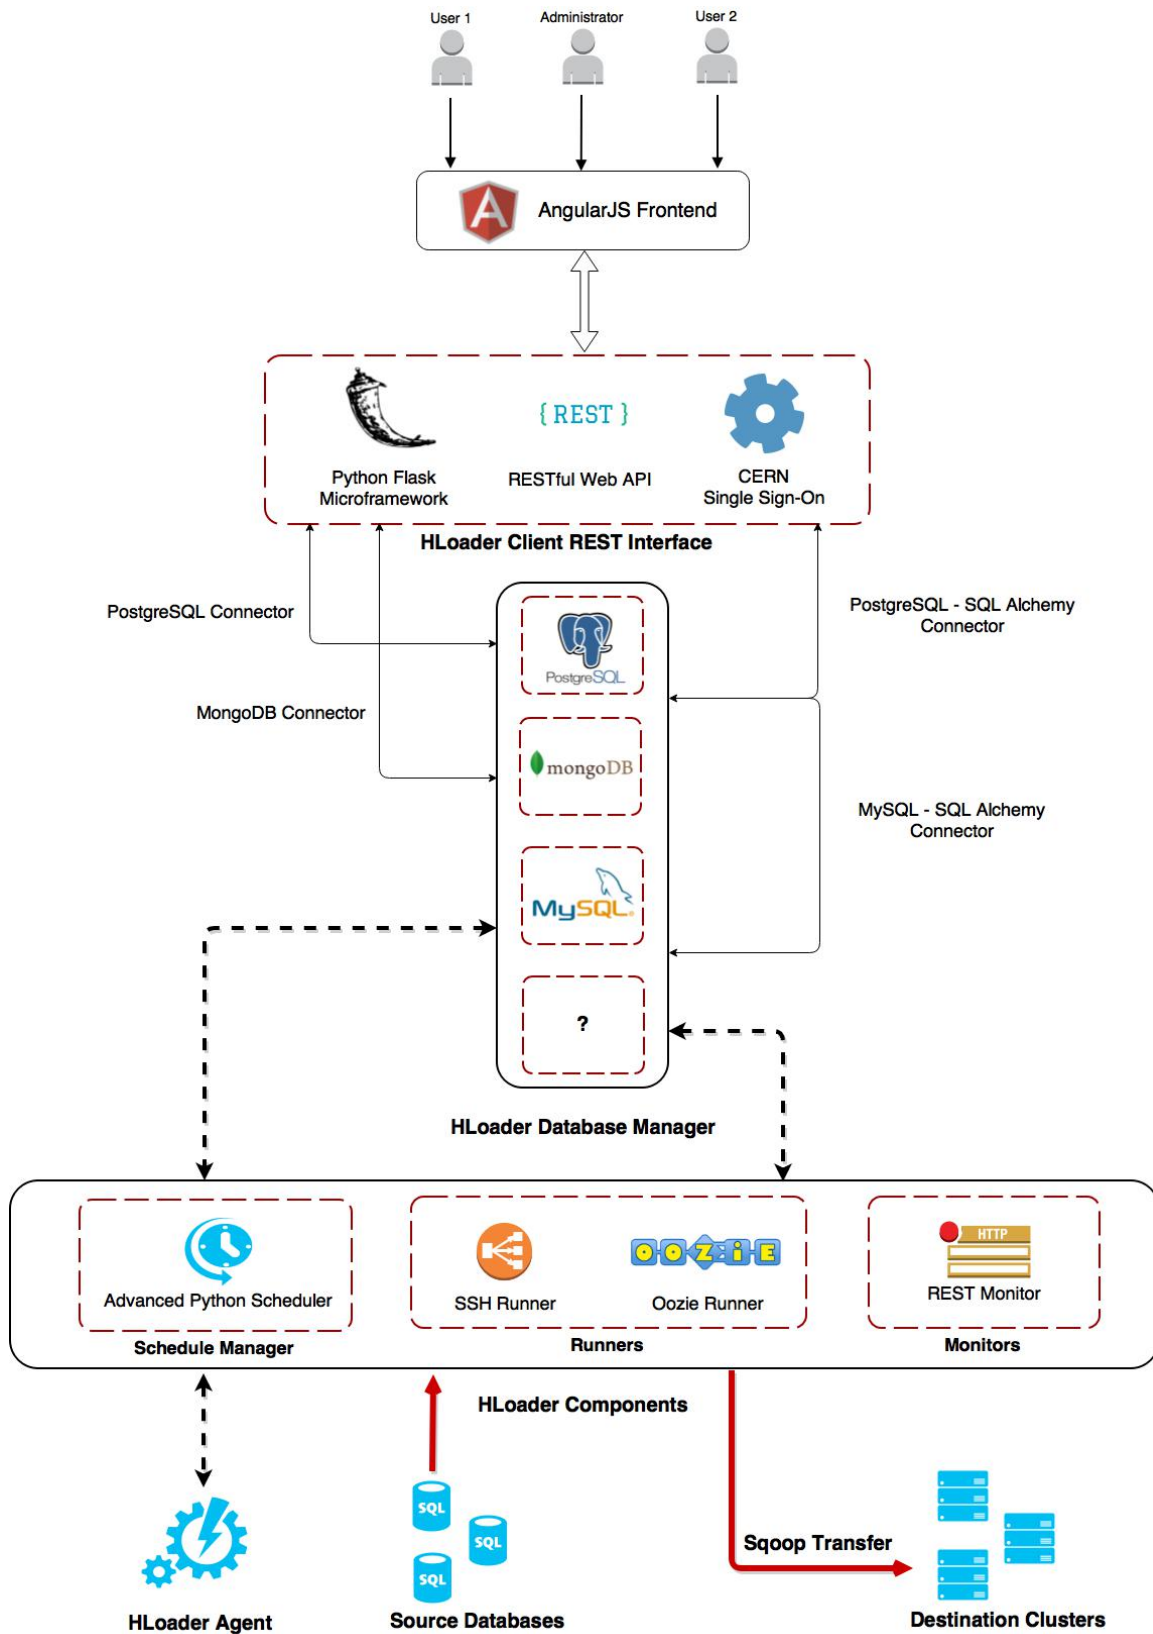 User 1
Administrator
User 2
AngularJS Frontend
{ REST }
Python Flask
Microframework
RESTful Web API
CERN
Single Sign-On
HLoader Client REST Interface
PostgreSQL Connector
PostgreSQL - SQL Alchemy
Connector
PostgreSQL
MongoDB Connector
mongoDB
MySQL - SQL Alchemy
Connector
MySQL®
?
HLoader Database Manager
HTTP
OOZiE
Advanced Python Scheduler
SSH Runner
Oozie Runner
REST Monitor
Schedule Manager
Runners
Monitors
HLoader Components
SQL
SQL
SQL
Sqoop Transfer
HLoader Agent
Source Databases
Destination Clusters